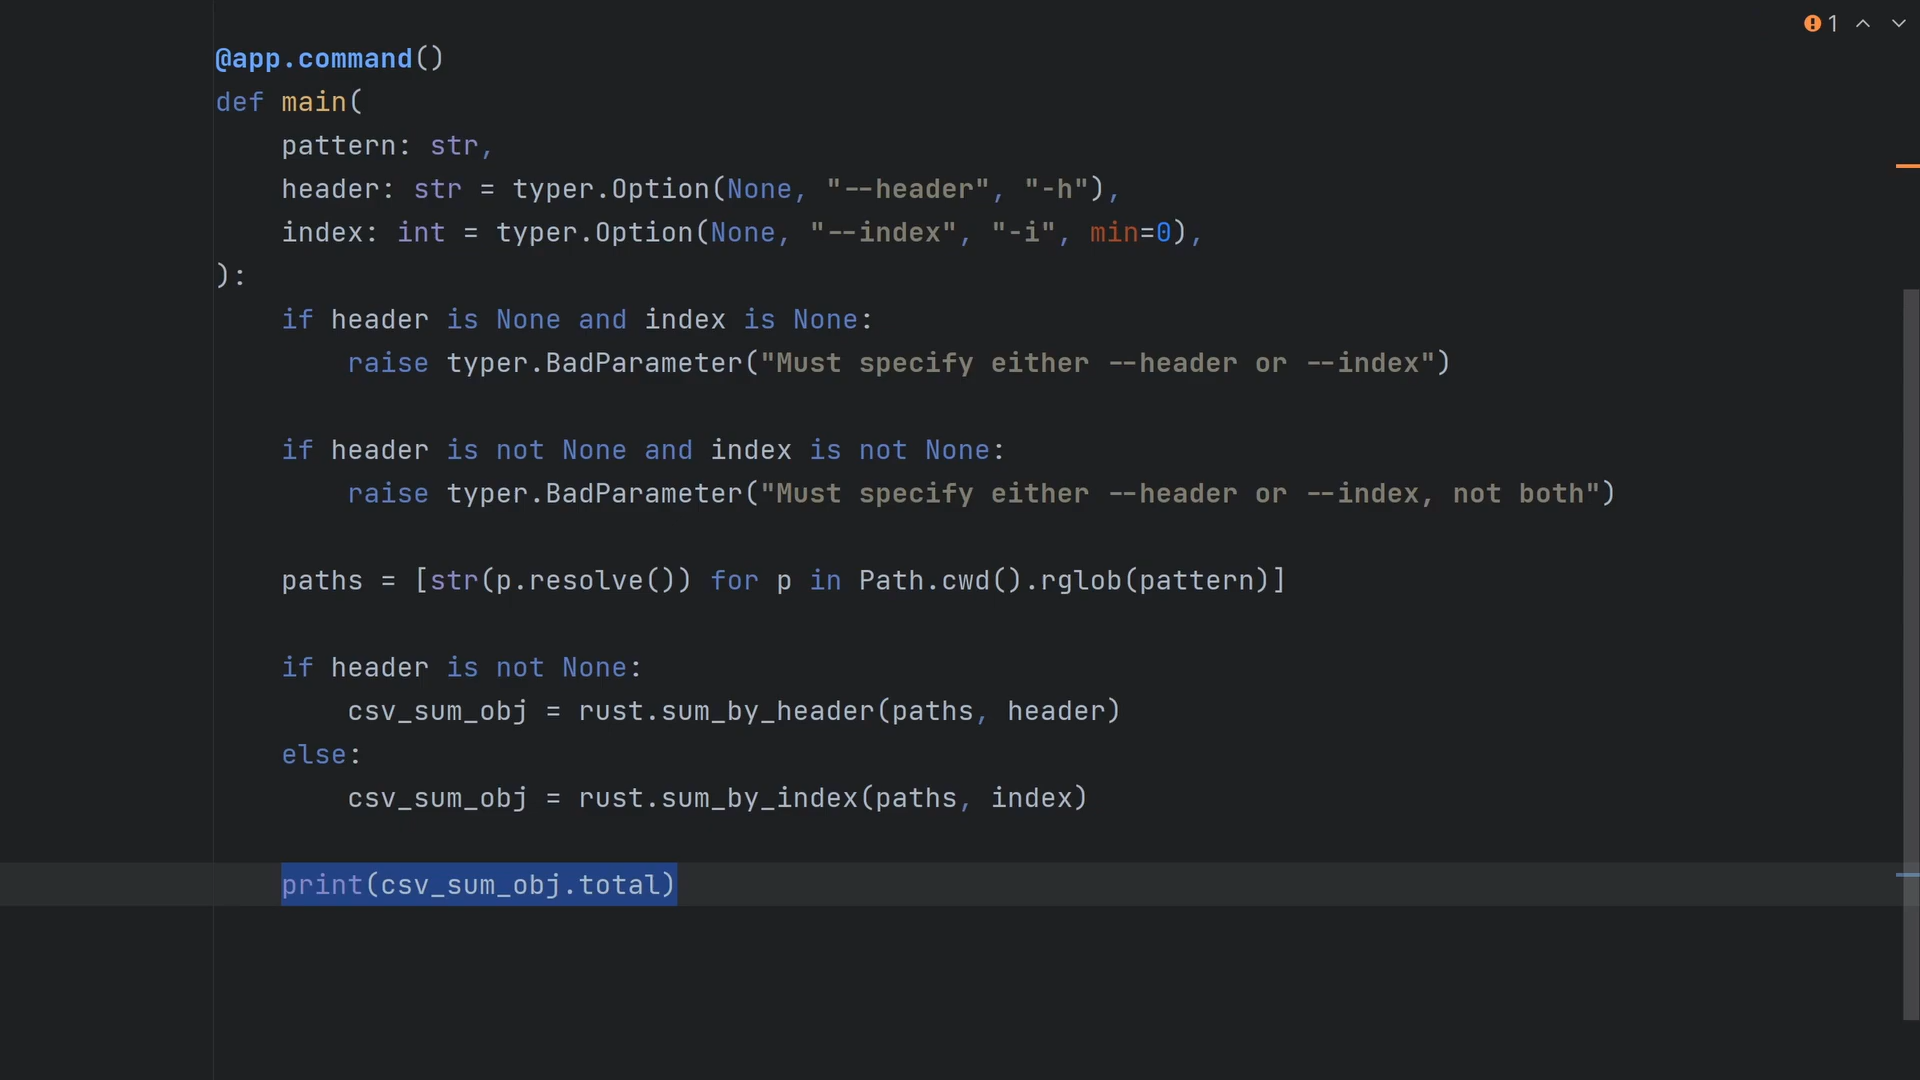 1
@app.command()
def main(
    pattern: str,
    header: str = typer.Option(None, "--header", "-h"),
    index: int = typer.Option(None, "--index", "-i", min=0),
):
    if header is None and index is None:
        raise typer.BadParameter("Must specify either --header or --index")
    if header is not None and index is not None:
        raise typer.BadParameter("Must specify either --header or --index, not both")
    paths = [str(p.resolve()) for p in Path.cwd().rglob(pattern)]
    if header is not None:
        csv_sum_obj = rust.sum_by_header(paths, header)
    else:
        csv_sum_obj = rust.sum_by_index(paths, index)
    print(csv_sum_obj.total)